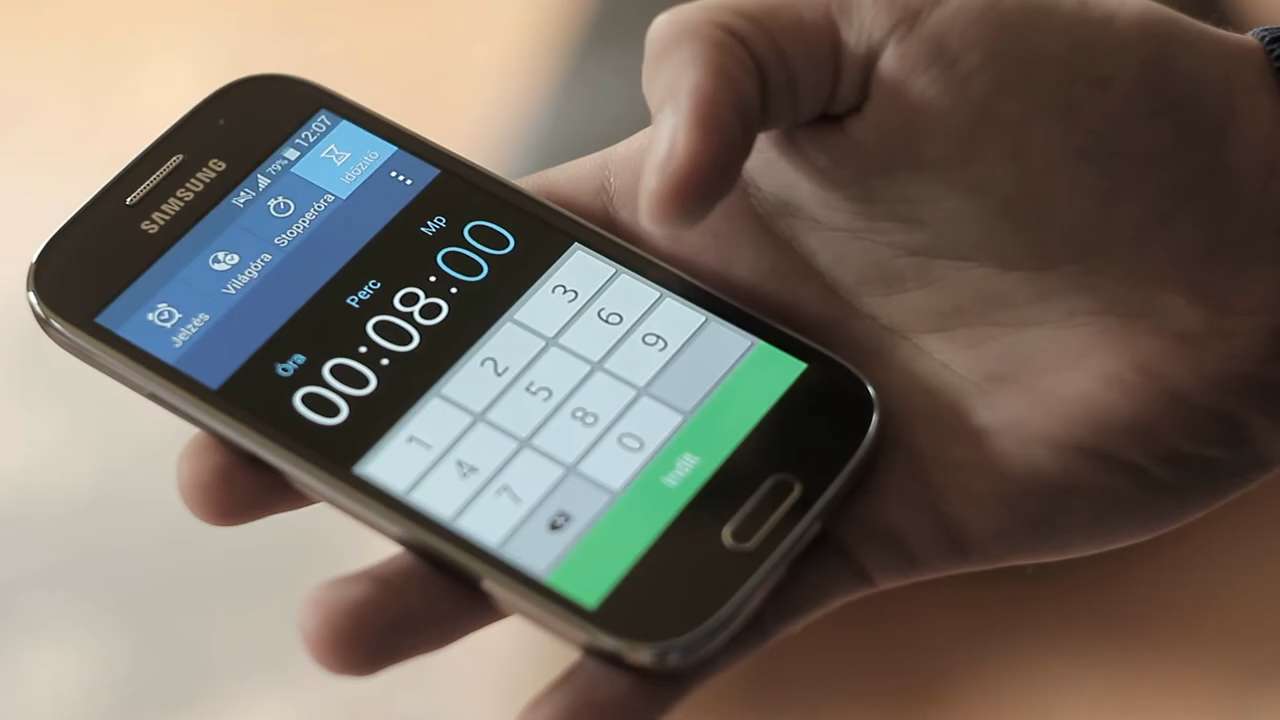 SAMSUNG
79% 12:07
Jelzés Világóra Stopperóra Időzítő
Óra Perc Mp
00:08:00
1 2 3
4 5 6
7 8 9
0
Indít